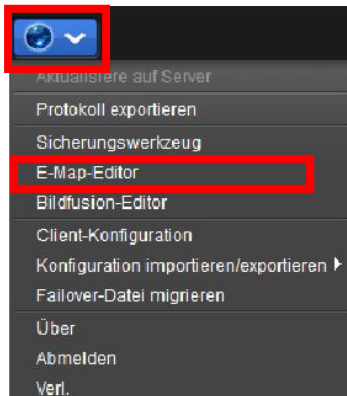 Aktualisiere auf Server
Protokoll exportieren
Sicherungswerkzeug
E-Map-Editor
Bildfusion-Editor
Client-Konfiguration
Konfiguration importieren/exportieren
Failover-Datei migrieren
Über
Abmelden
Verl.